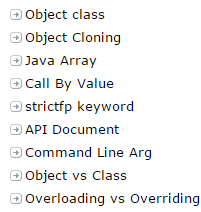 Object class
Object Cloning
Java Array
Call By Value
strictfp keyword
API Document
Command Line Arg
Object vs Class
Overloading vs Overriding